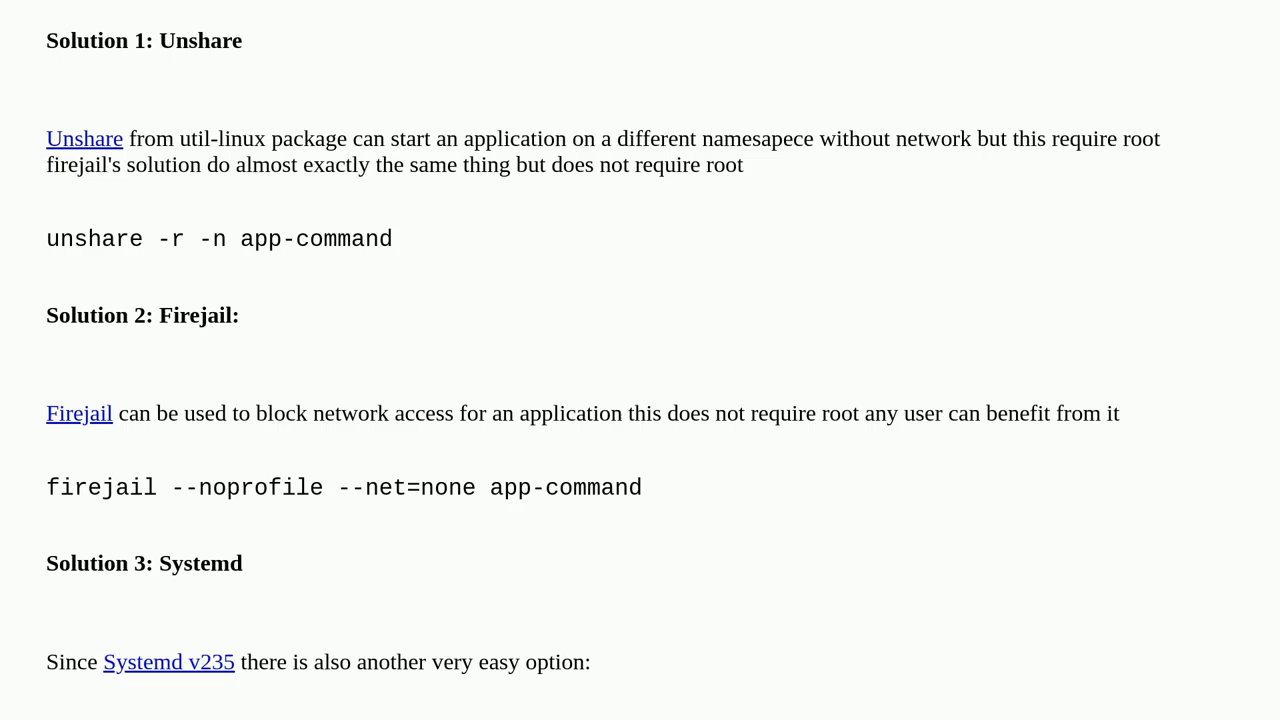 Solution 1: Unshare
Unshare from util-linux package can start an application on a different namesapece without network but this require root
firejail's solution do almost exactly the same thing but does not require root
unshare -r -n app-command
Solution 2: Firejail:
Firejail can be used to block network access for an application this does not require root any user can benefit from it
firejail --noprofile --net=none app-command
Solution 3: Systemd
Since Systemd v235 there is also another very easy option: